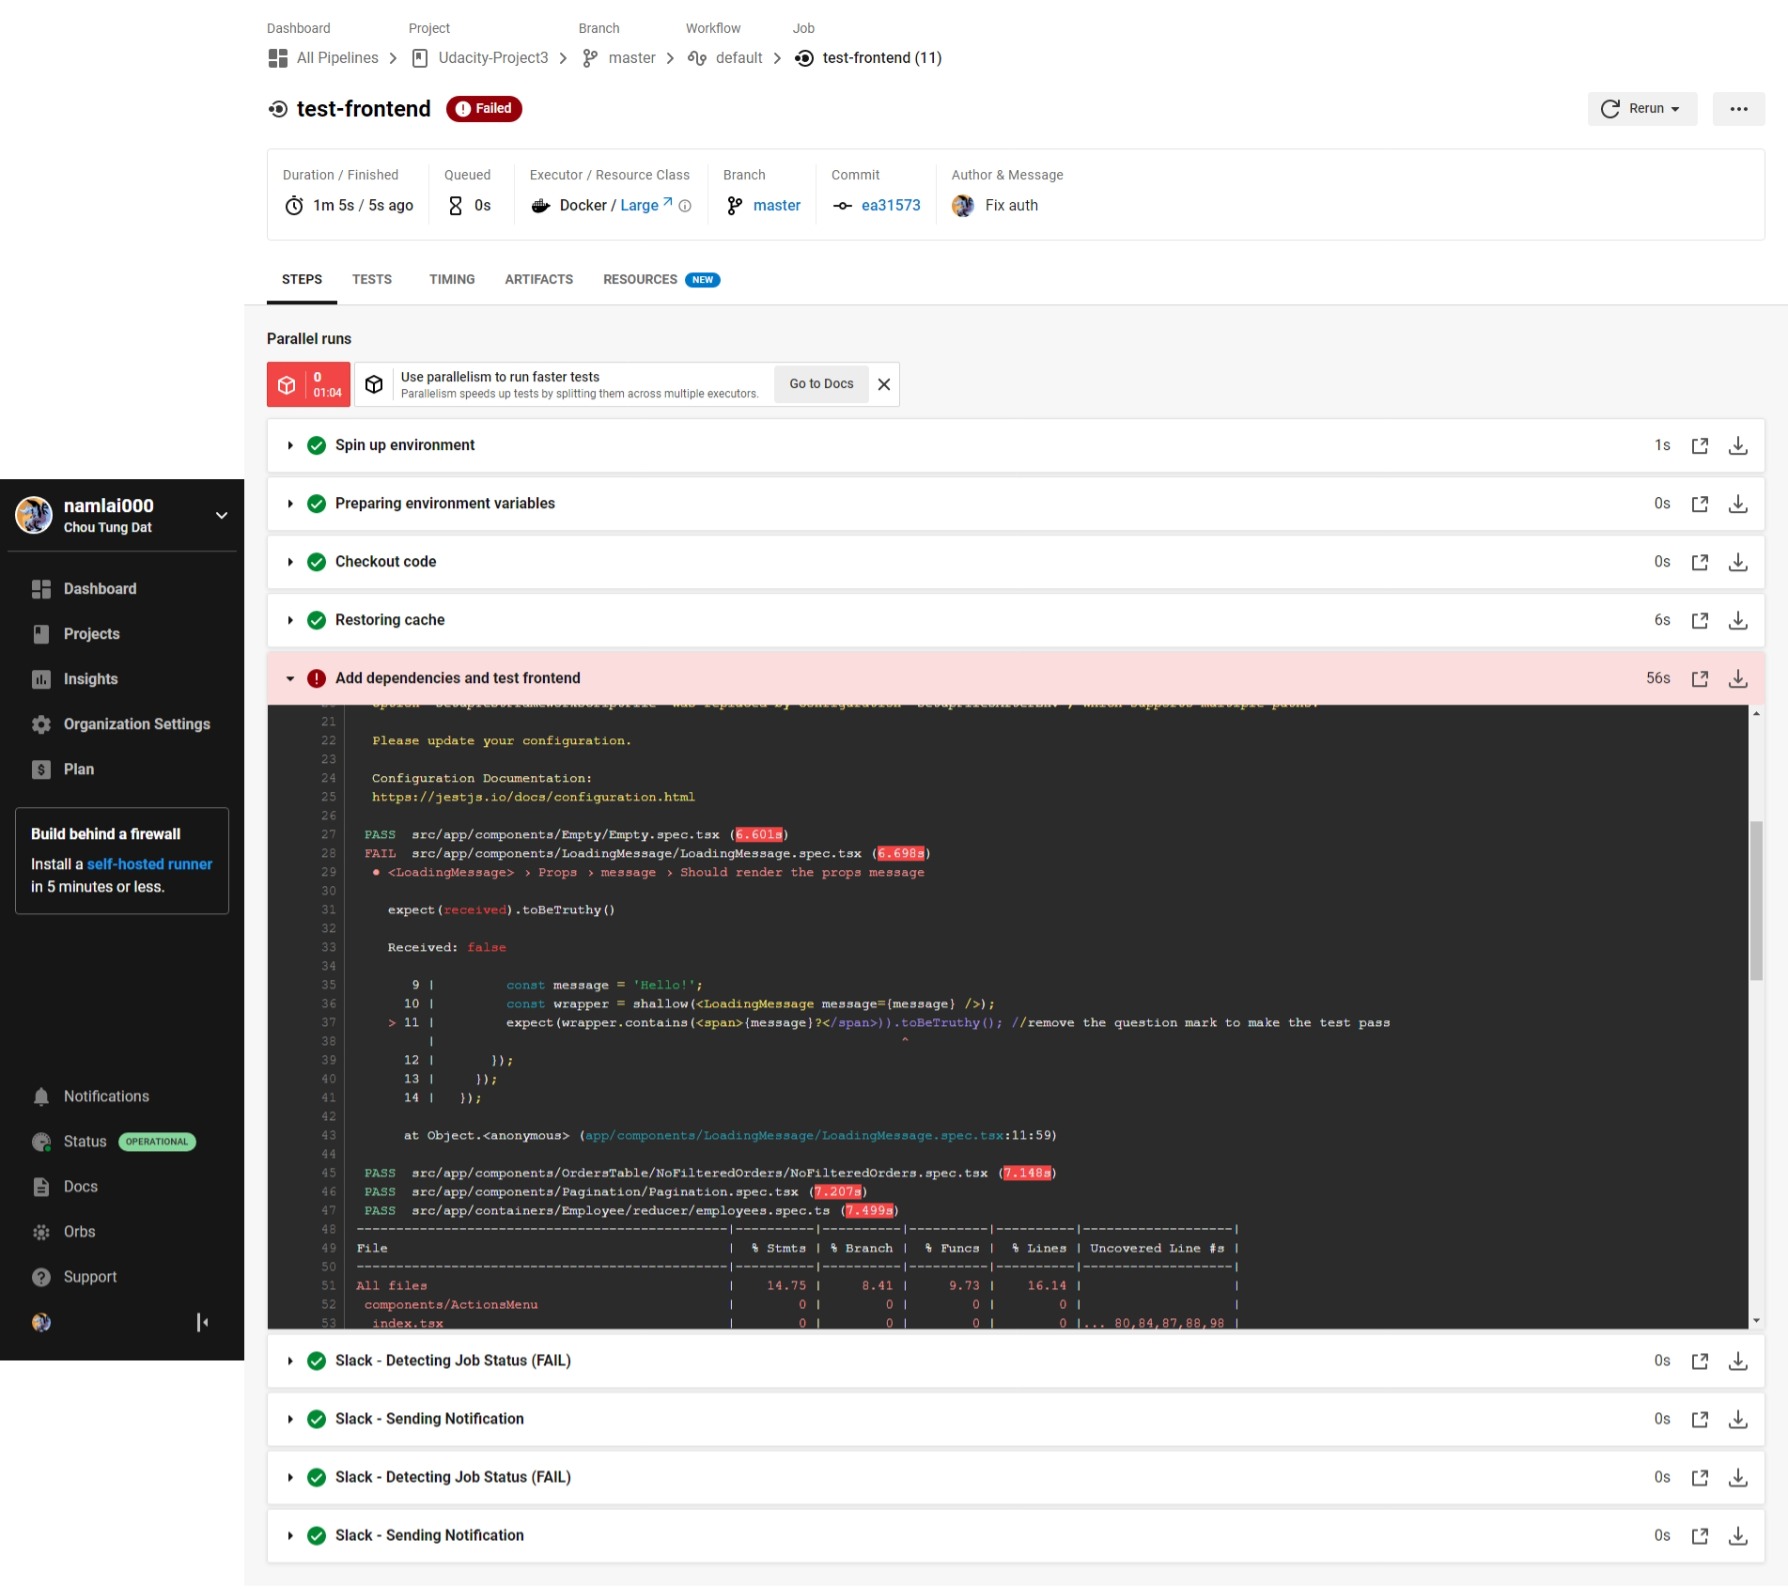 Dashboard Project Branch Workflow Job
All Pipelines Udacity-Project3 master default test-frontend (11)
test-frontend Failed Rerun
Duration / Finished Queued Executor / Resource Class Branch Commit Author & Message
1m 5s / 5s ago 0s Docker / Large master ea31573 Fix auth
STEPS TESTS TIMING ARTIFACTS RESOURCES NEW
Parallel runs
0
01:04
Use parallelism to run faster tests
Parallelism speeds up tests by splitting them across multiple executors.
Go to Docs
Spin up environment 1s
Preparing environment variables 0s
Checkout code 0s
Restoring cache 6s
Add dependencies and test frontend 56s
21
22 Please update your configuration.
23
24 Configuration Documentation:
25 https://jestjs.io/docs/configuration.html
26
27 PASS src/app/components/Empty/Empty.spec.tsx (6.601s)
28 FAIL src/app/components/LoadingMessage/LoadingMessage.spec.tsx (6.698s)
29 ● <LoadingMessage> › Props › message › Should render the props message
30
31 expect(received).toBeTruthy()
32
33 Received: false
34
35 9 | const message = 'Hello!';
36 10 | const wrapper = shallow(<LoadingMessage message={message} />);
37 > 11 | expect(wrapper.contains(<span>{message}?</span>)).toBeTruthy(); //remove the question mark to make the test pass
38 | ^
39 12 | });
40 13 | });
41 14 | });
42
43 at Object.<anonymous> (app/components/LoadingMessage/LoadingMessage.spec.tsx:11:59)
44
45 PASS src/app/components/OrdersTable/NoFilteredOrders/NoFilteredOrders.spec.tsx (7.148s)
46 PASS src/app/components/Pagination/Pagination.spec.tsx (7.207s)
47 PASS src/app/containers/Employee/reducer/employees.spec.ts (7.499s)
48 -----------------------------------------------|----------|----------|----------|----------|-------------------|
49 File | % Stmts | % Branch | % Funcs | % Lines | Uncovered Line #s |
50 -----------------------------------------------|----------|----------|----------|----------|-------------------|
51 All files | 14.75 | 8.41 | 9.73 | 16.14 | |
52 components/ActionsMenu | 0 | 0 | 0 | 0 | |
53 index.tsx | 0 | 0 | 0 | 0 |... 80,84,87,88,98 |
Slack - Detecting Job Status (FAIL) 0s
Slack - Sending Notification 0s
Slack - Detecting Job Status (FAIL) 0s
Slack - Sending Notification 0s
namlai000
Chou Tung Dat
Dashboard
Projects
Insights
Organization Settings
Plan
Build behind a firewall
Install a self-hosted runner
in 5 minutes or less.
Notifications
Status OPERATIONAL
Docs
Orbs
Support